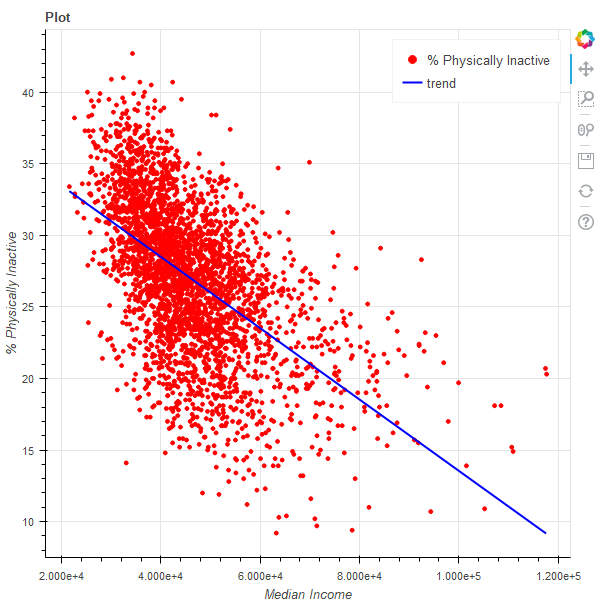 Plot
% Physically Inactive
trend
40
35
30
25
20
15
10
% Physically Inactive
2.000e+4 4.000e+4 6.000e+4 8.000e+4 1.000e+5 1.200e+5
Median Income